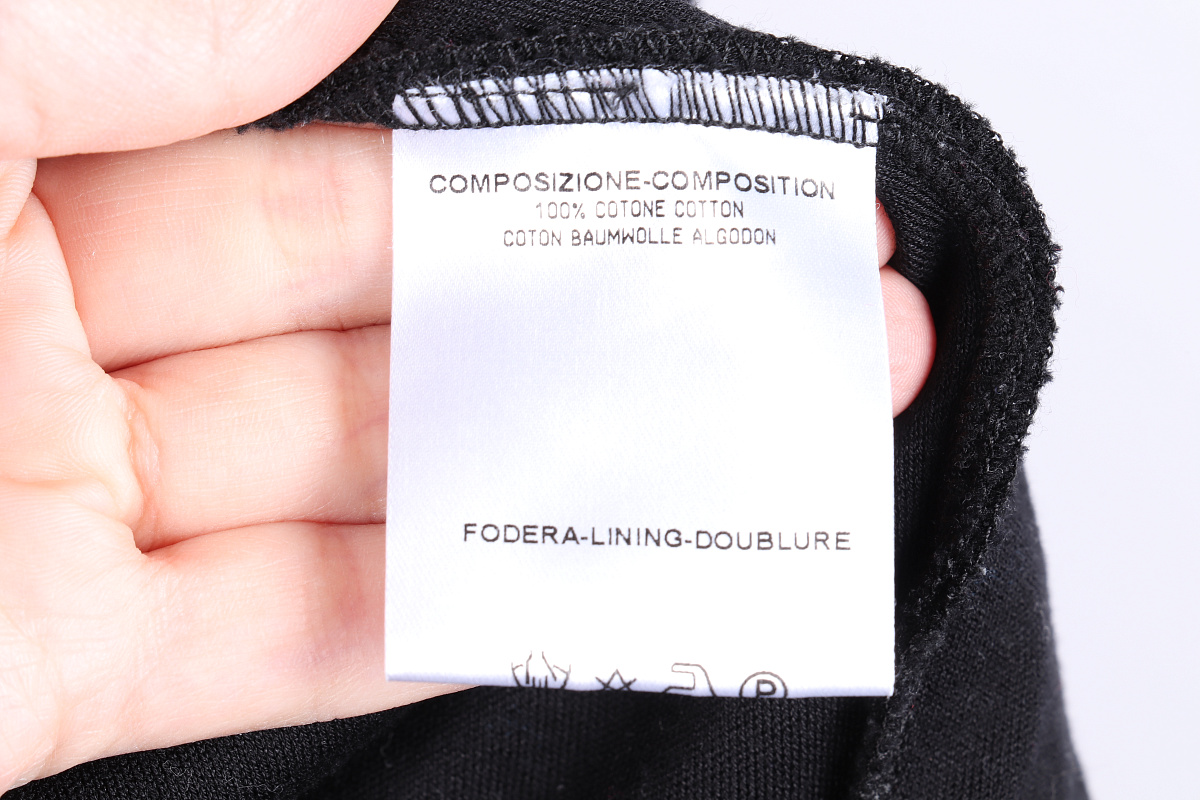 COMPOSIZIONE-COMPOSITION
100% COTONE COTTON
COTON BAUMWOLLE ALGODON
FODERA-LINING-DOUBLURE
P